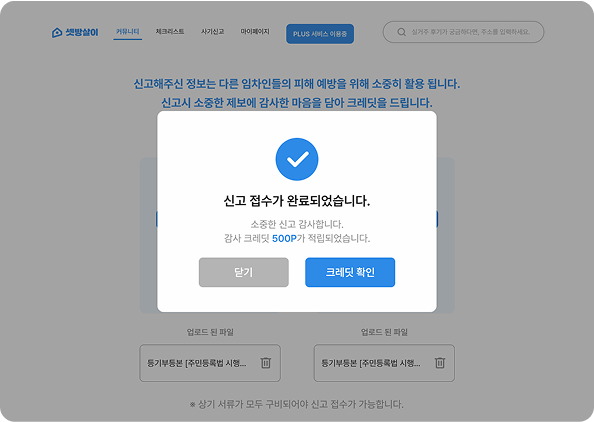 셋방살이
커뮤니티
체크리스트
사기신고
마이페이지
PLUS 서비스 이용중
실거주 후기가 궁금하다면, 주소를 입력하세요.
신고해주신 정보는 다른 임차인들의 피해 예방을 위해 소중히 활용 됩니다.
신고시 소중한 제보에 감사한 마음을 담아 크레딧을 드립니다.
신고 접수가 완료되었습니다.
소중한 신고 감사합니다.
감사 크레딧 500P가 적립되었습니다.
닫기
크레딧 확인
업로드 된 파일
업로드 된 파일
등기부등본 [주민등록법 시행...
등기부등본 [주민등록법 시행...
※ 상기 서류가 모두 구비되어야 신고 접수가 가능합니다.